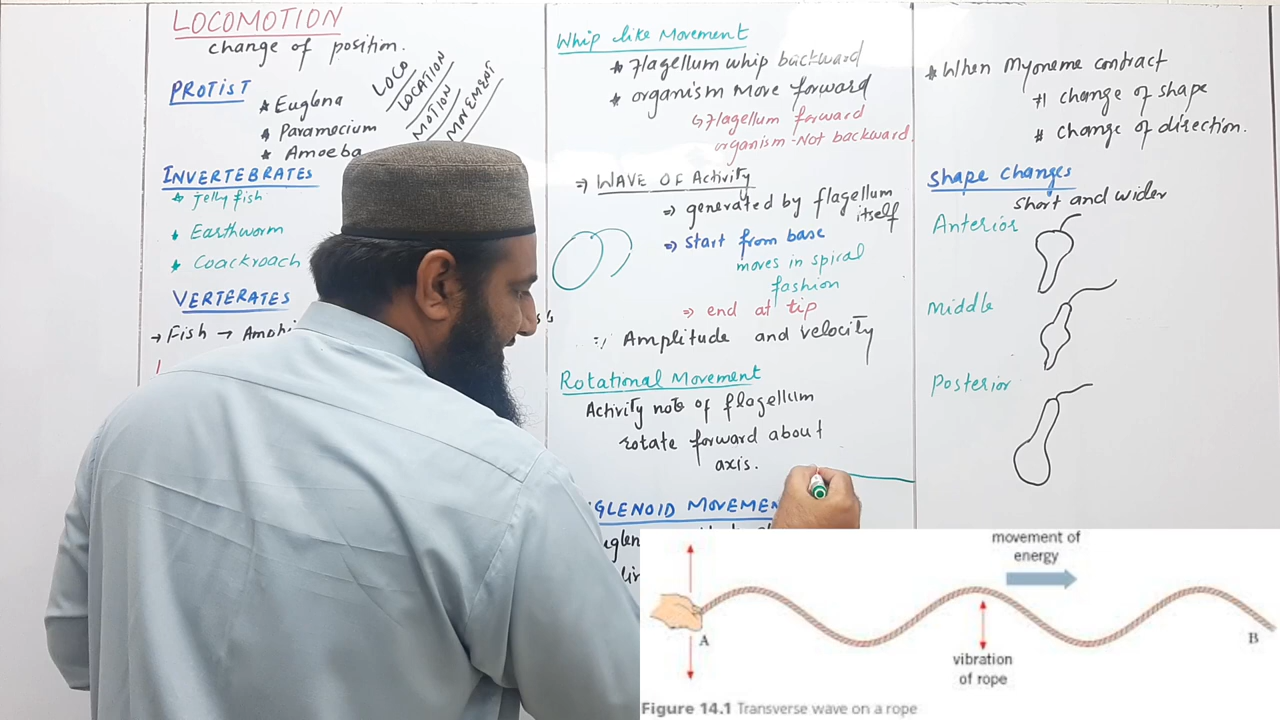 LOCOMOTION
change of position.
LOCO
LOCATION
MOTION
MOVEMENT
PROTIST
* Euglena
* Paramocium
* Amoeba
INVERTEBRATES
* jelly fish
* Earthworm
* Coackroach
VERTERATES
→ Fish → Amphi
Whip like Movement
* Flagellum whip backward
* organism move forward
↳ Flagellum forward
organism - Not backward.
⇒ WAVE OF Activity
⇒ generated by flagellum
itself
⇒ start from base
moves in spiral
fashion
⇒ end at tip
Amplitude and velocity
Rotational Movement
Activity note of flagellum
rotate forward about
axis.
GLENOID MOVEMEN
uglen
* When Myoneme contract
* change of shape
* change of direction.
Shape changes
short and wider
Anterior
Middle
Posterior
movement of
energy
A
B
vibration
of rope
Figure 14.1 Transverse wave on a rope